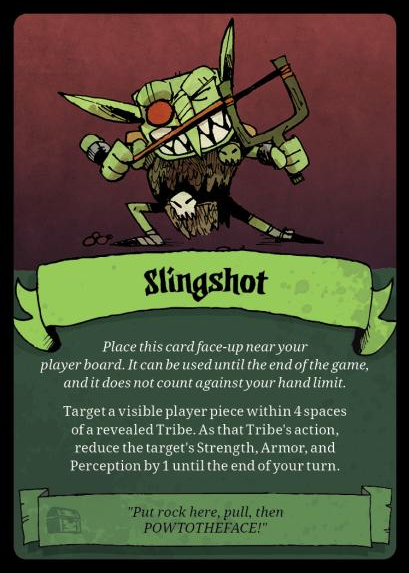 Slingshot
Place this card face-up near your
player board. It can be used until the end of the game,
and it does not count against your hand limit.
Target a visible player piece within 4 spaces
of a revealed Tribe. As that Tribe's action,
reduce the target's Strength, Armor, and
Perception by 1 until the end of your turn.
"Put rock here, pull, then
POWTOTHEFACE!"